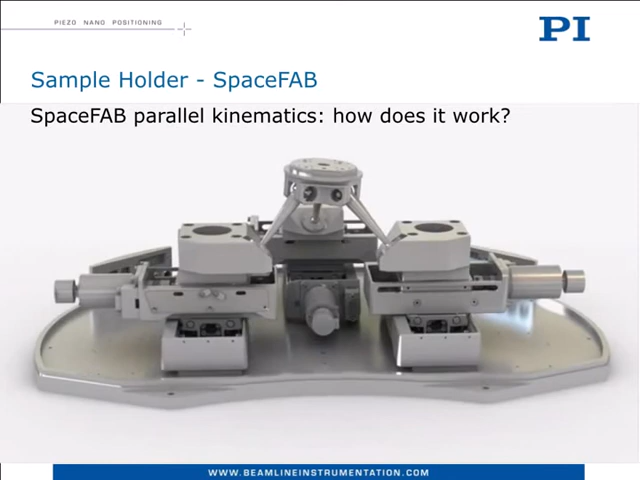 PIEZO NANO POSITIONING
PI
Sample Holder - SpaceFAB
SpaceFAB parallel kinematics: how does it work?
WWW.BEAMLINEINSTRUMENTATION.COM